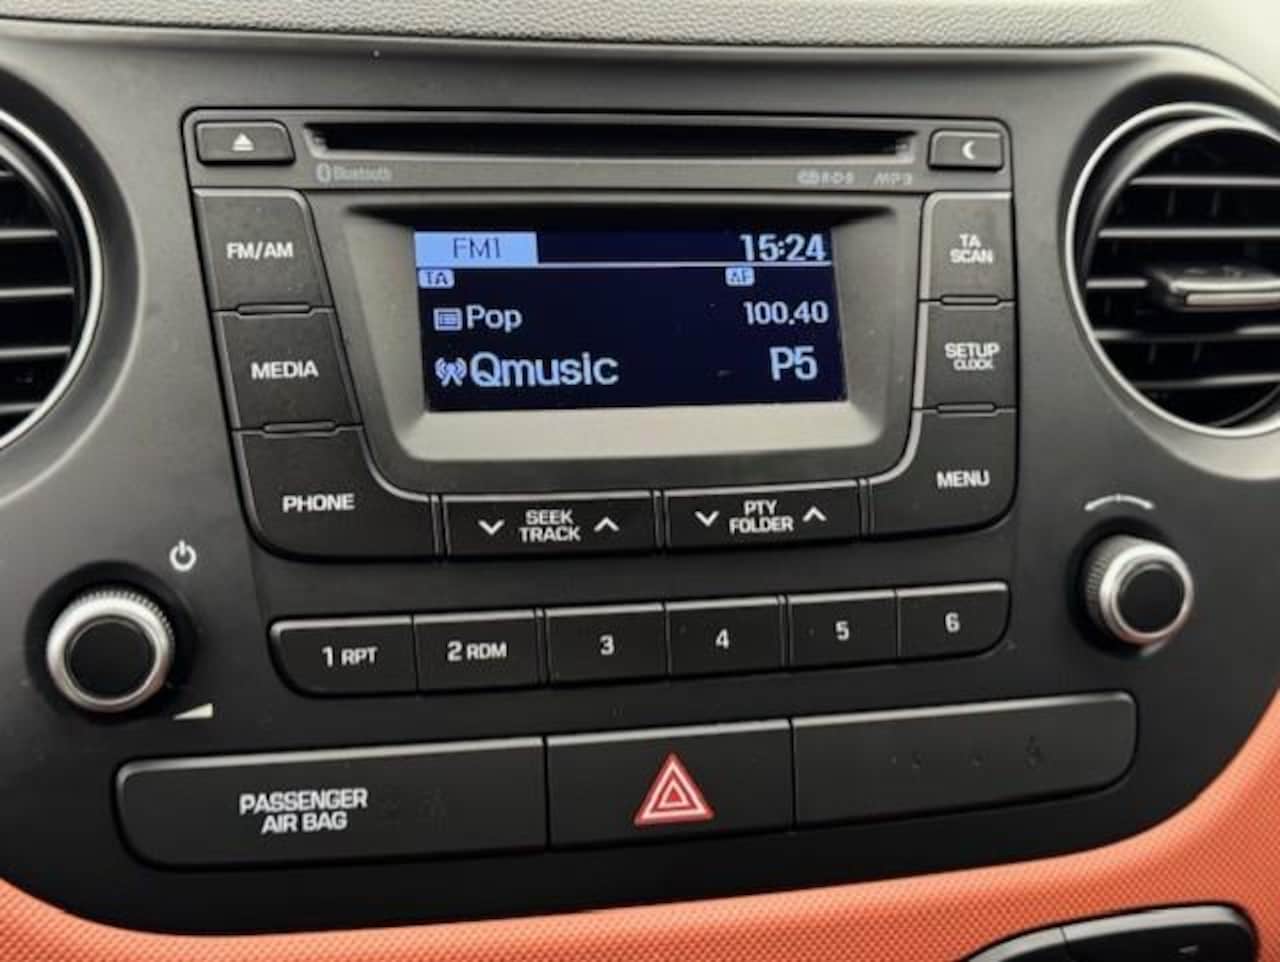 Bluetooth
RDS MP3
FM/AM
FM1 15:24
TA AF
Pop 100.40
Qmusic P5
TA
SCAN
MEDIA
SETUP
CLOCK
PHONE
SEEK
TRACK
PTY
FOLDER
MENU
1 RPT
2 RDM
3
4
5
6
PASSENGER
AIR BAG